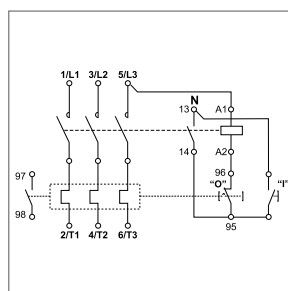 1/L1 3/L2 5/L3
N
13 A1
14 A2
97 96
"O" "I"
98 95
2/T1 4/T2 6/T3